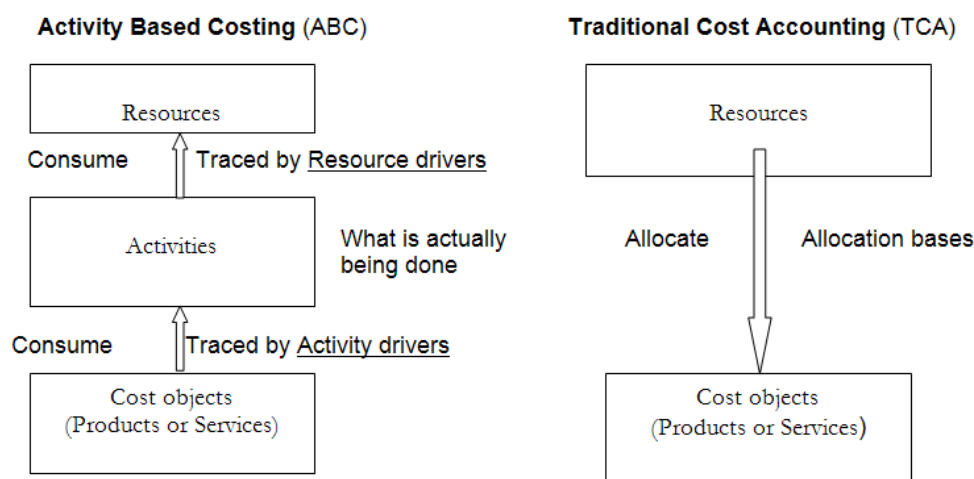 Activity Based Costing (ABC)
Resources
Consume
Traced by Resource drivers
Activities
What is actually
being done
Consume
Traced by Activity drivers
Cost objects
(Products or Services)
Traditional Cost Accounting (TCA)
Resources
Allocate
Allocation bases
Cost objects
(Products or Services)